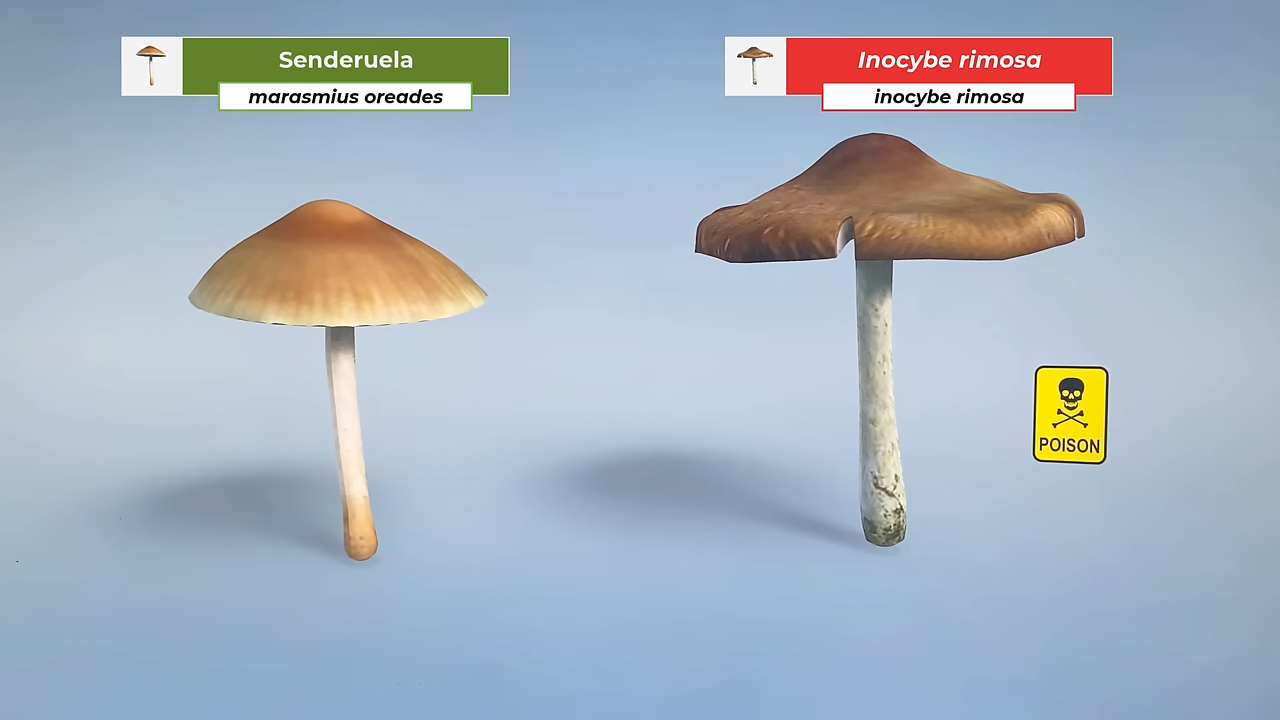 Senderuela
marasmius oreades
Inocybe rimosa
inocybe rimosa
POISON